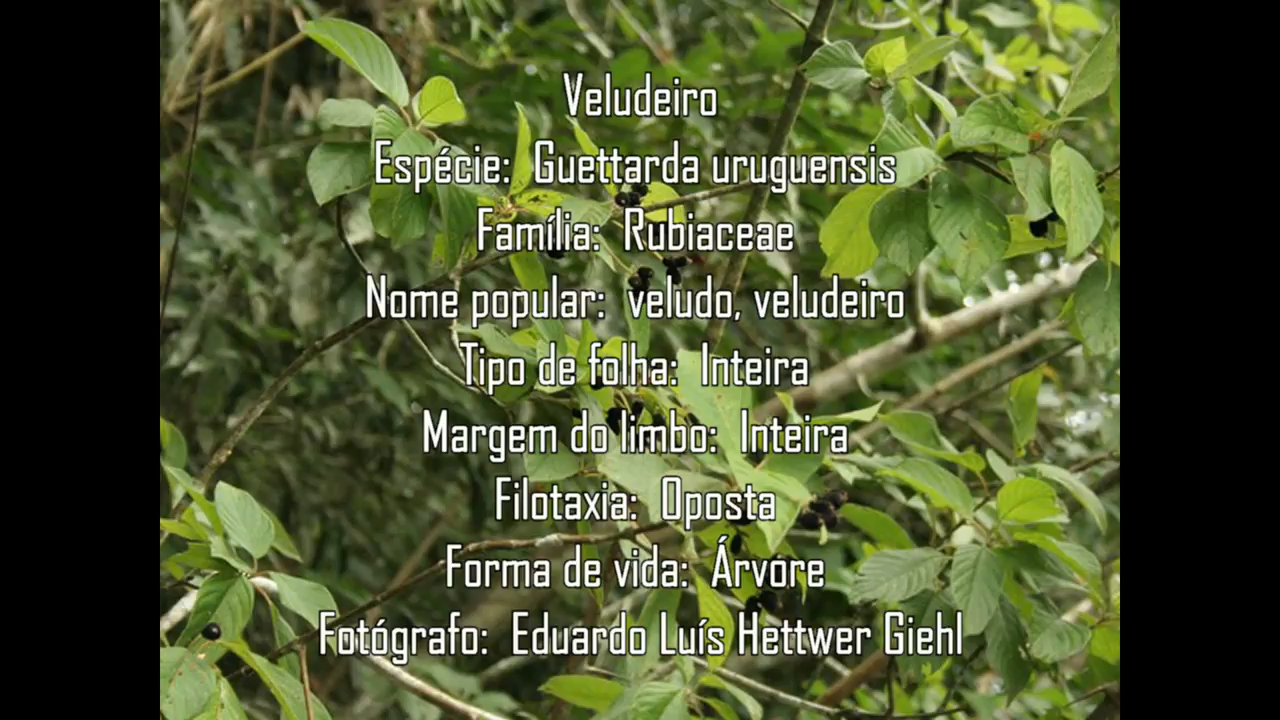 Veludeiro
Espécie: Guettarda uruguensis
Família: Rubiaceae
Nome popular: veludo, veludeiro
Tipo de folha: Inteira
Margem do limbo: Inteira
Filotaxia: Oposta
Forma de vida: Árvore
Fotógrafo: Eduardo Luís Hettwer Giehl